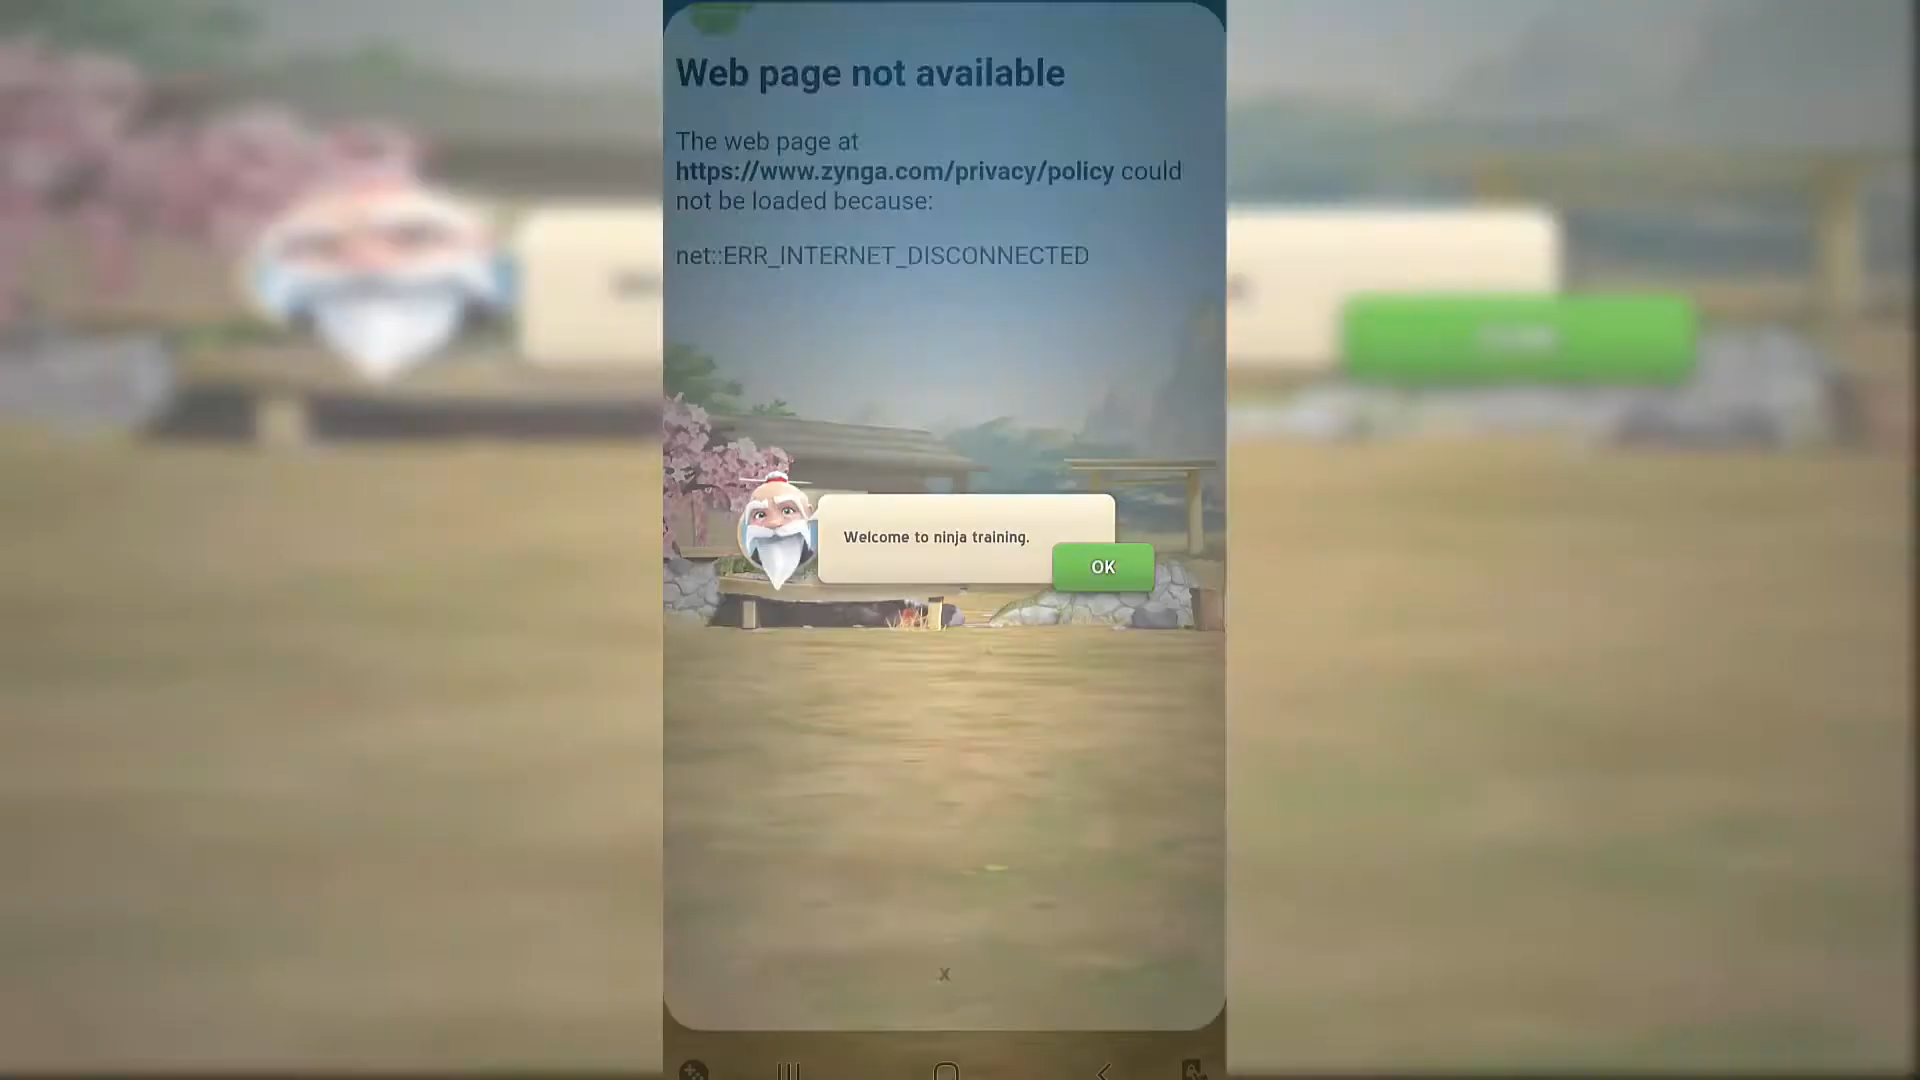 Web page not available
The web page at
https://www.zynga.com/privacy/policy could
not be loaded because:
net::ERR_INTERNET_DISCONNECTED
Welcome to ninja training.
OK
x